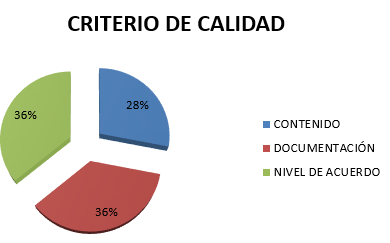 CRITERIO DE CALIDAD
28%
36%
36%
CONTENIDO
DOCUMENTACIÓN
NIVEL DE ACUERDO